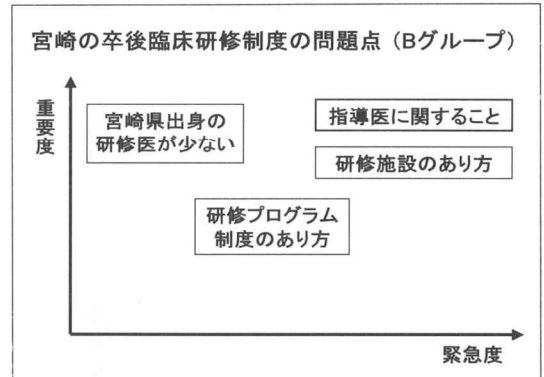 宮崎の卒後臨床研修制度の問題点（Bグループ）
重要度
宮崎県出身の
研修医が少ない
指導医に関すること
研修施設のあり方
研修プログラム
制度のあり方
緊急度